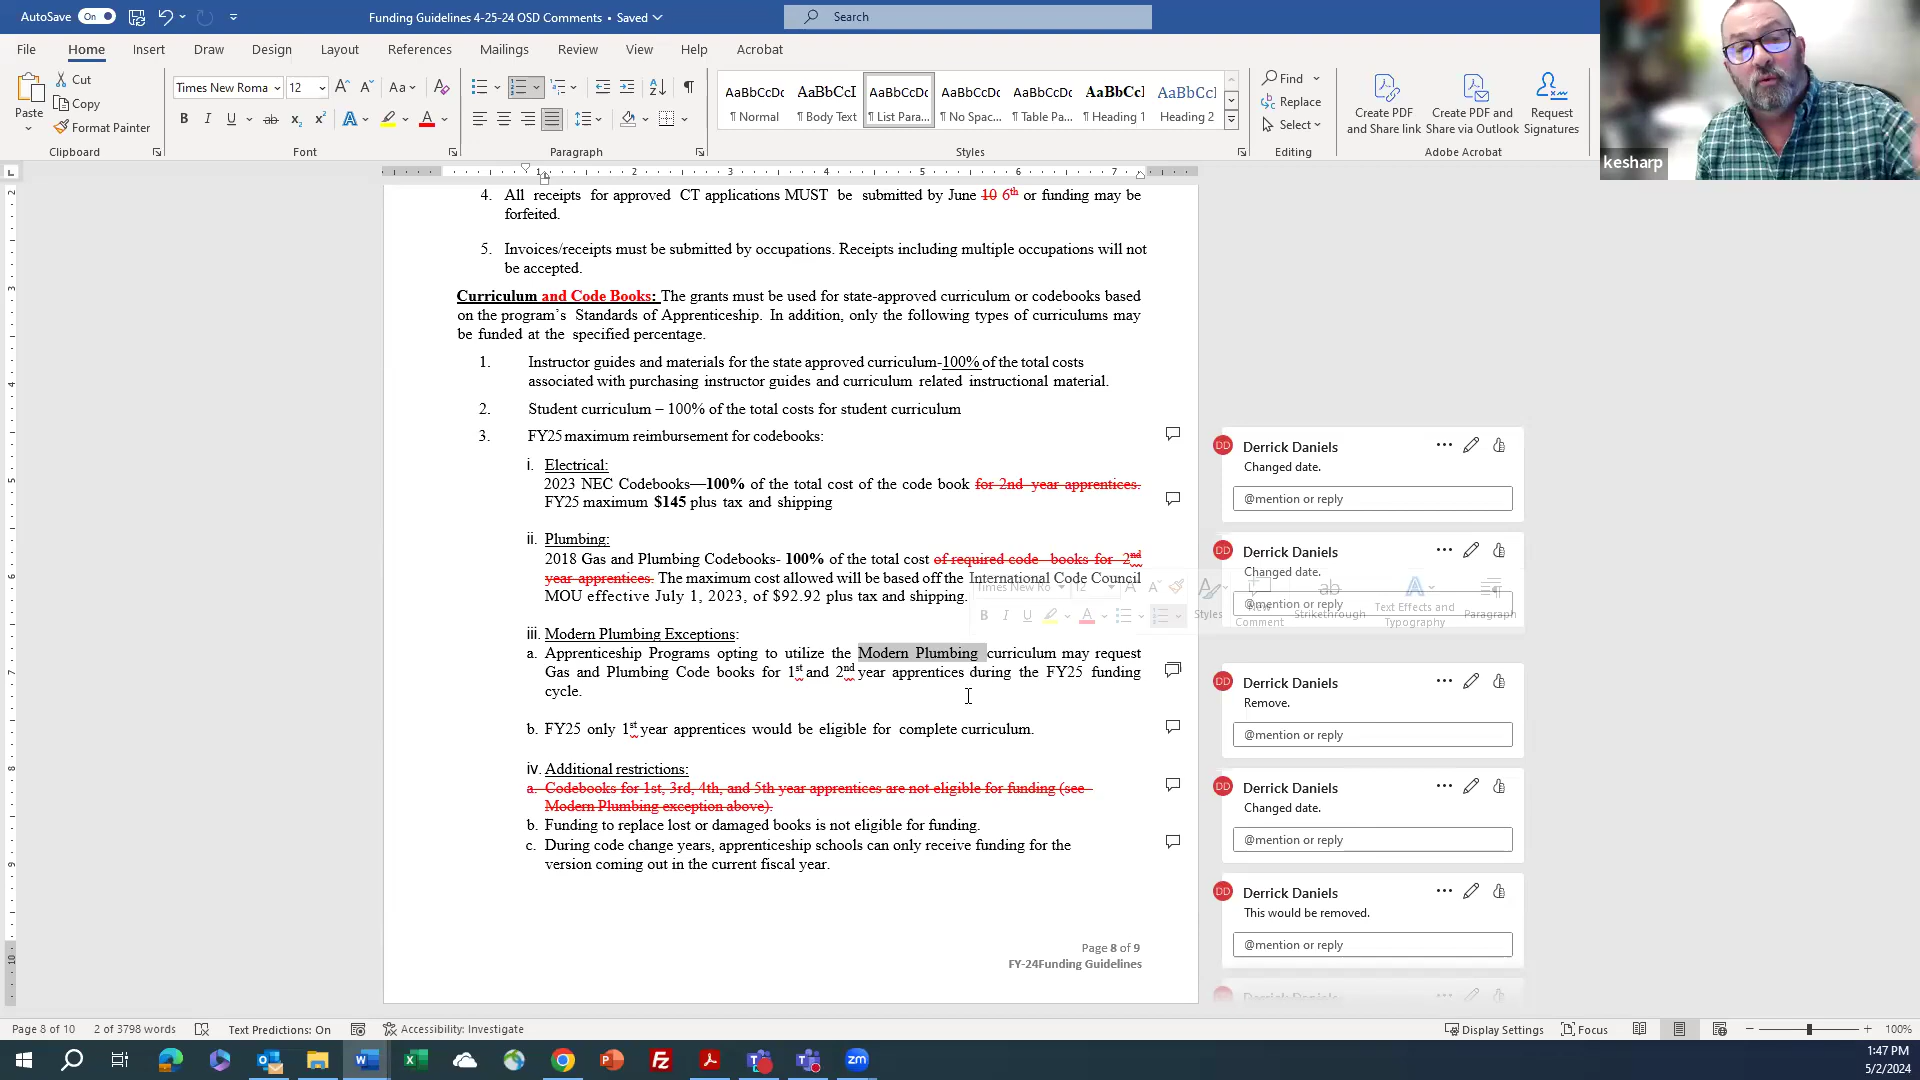 AutoSave On Funding Guidelines 4-25-24 OSD Comments • Saved Search
File Home Insert Draw Design Layout References Mailings Review View Help Acrobat
Paste Cut Copy Format Painter
Times New Roma 12
AaBbCcDc AaBbCcI AaBbCcDc AaBbCcDc AaBbCcDc AaBbCcI AaBbCcI
¶ Normal ¶ Body Text ¶ List Para... ¶ No Spac... ¶ Table Pa... ¶ Heading 1 Heading 2
Find Replace Select
Create PDF and Share link
Create PDF and Share via Outlook
Request Signatures
Clipboard Font Paragraph Styles Editing Adobe Acrobat
kesharp
4. All receipts for approved CT applications MUST be submitted by June 10 6th or funding may be
forfeited.
5. Invoices/receipts must be submitted by occupations. Receipts including multiple occupations will not
be accepted.
Curriculum and Code Books: The grants must be used for state-approved curriculum or codebooks based
on the program's Standards of Apprenticeship. In addition, only the following types of curriculums may
be funded at the specified percentage.
1. Instructor guides and materials for the state approved curriculum-100% of the total costs
associated with purchasing instructor guides and curriculum related instructional material.
2. Student curriculum – 100% of the total costs for student curriculum
3. FY25 maximum reimbursement for codebooks:
i. Electrical:
2023 NEC Codebooks—100% of the total cost of the code book for 2nd year apprentices.
FY25 maximum $145 plus tax and shipping
ii. Plumbing:
2018 Gas and Plumbing Codebooks- 100% of the total cost of required code books for 2nd
year apprentices. The maximum cost allowed will be based off the International Code Council
MOU effective July 1, 2023, of $92.92 plus tax and shipping.
iii. Modern Plumbing Exceptions:
a. Apprenticeship Programs opting to utilize the Modern Plumbing curriculum may request
Gas and Plumbing Code books for 1st and 2nd year apprentices during the FY25 funding
cycle.
b. FY25 only 1st year apprentices would be eligible for complete curriculum.
iv. Additional restrictions:
a. Codebooks for 1st, 3rd, 4th, and 5th year apprentices are not eligible for funding (see
Modern Plumbing exception above).
b. Funding to replace lost or damaged books is not eligible for funding.
c. During code change years, apprenticeship schools can only receive funding for the
version coming out in the current fiscal year.
Page 8 of 9
FY-24Funding Guidelines
DD Derrick Daniels
Changed date.
@mention or reply
DD Derrick Daniels
Changed date.
@mention or reply
Times New Ro 12
Styles New Comment Strikethrough Text Effects and Typography Paragraph
DD Derrick Daniels
Remove.
@mention or reply
DD Derrick Daniels
Changed date.
@mention or reply
DD Derrick Daniels
This would be removed.
@mention or reply
Derrick Daniels
Page 8 of 10 2 of 3798 words Text Predictions: On Accessibility: Investigate Display Settings Focus 100%
1:47 PM
5/2/2024